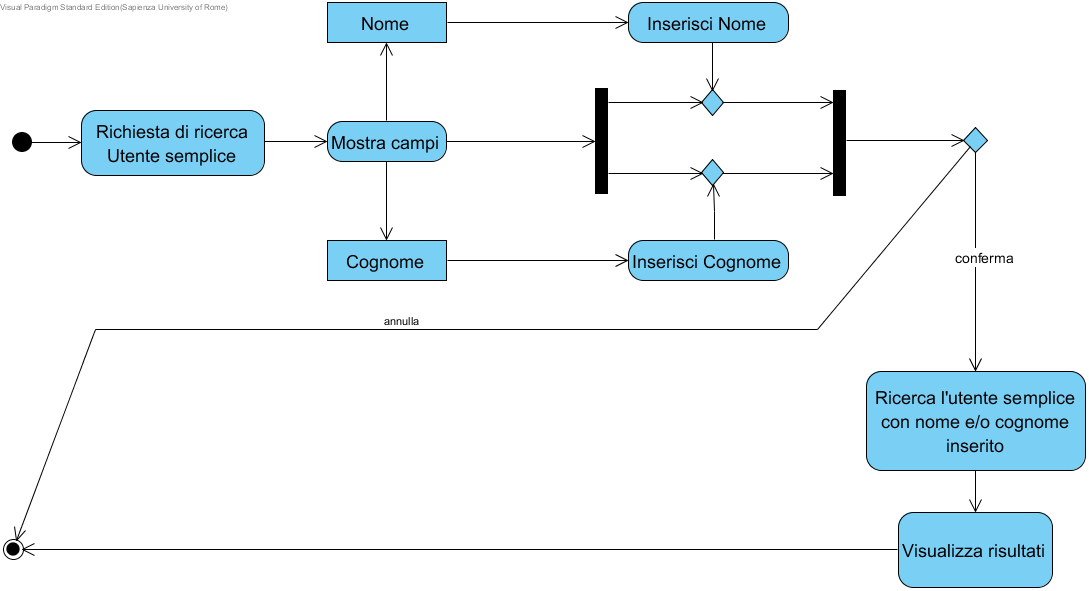 Visual Paradigm Standard Edition(Sapienza University of Rome)
Nome
Inserisci Nome
Richiesta di ricerca
Utente semplice
Mostra campi
Cognome
Inserisci Cognome
conferma
annulla
Ricerca l'utente semplice
con nome e/o cognome
inserito
Visualizza risultati